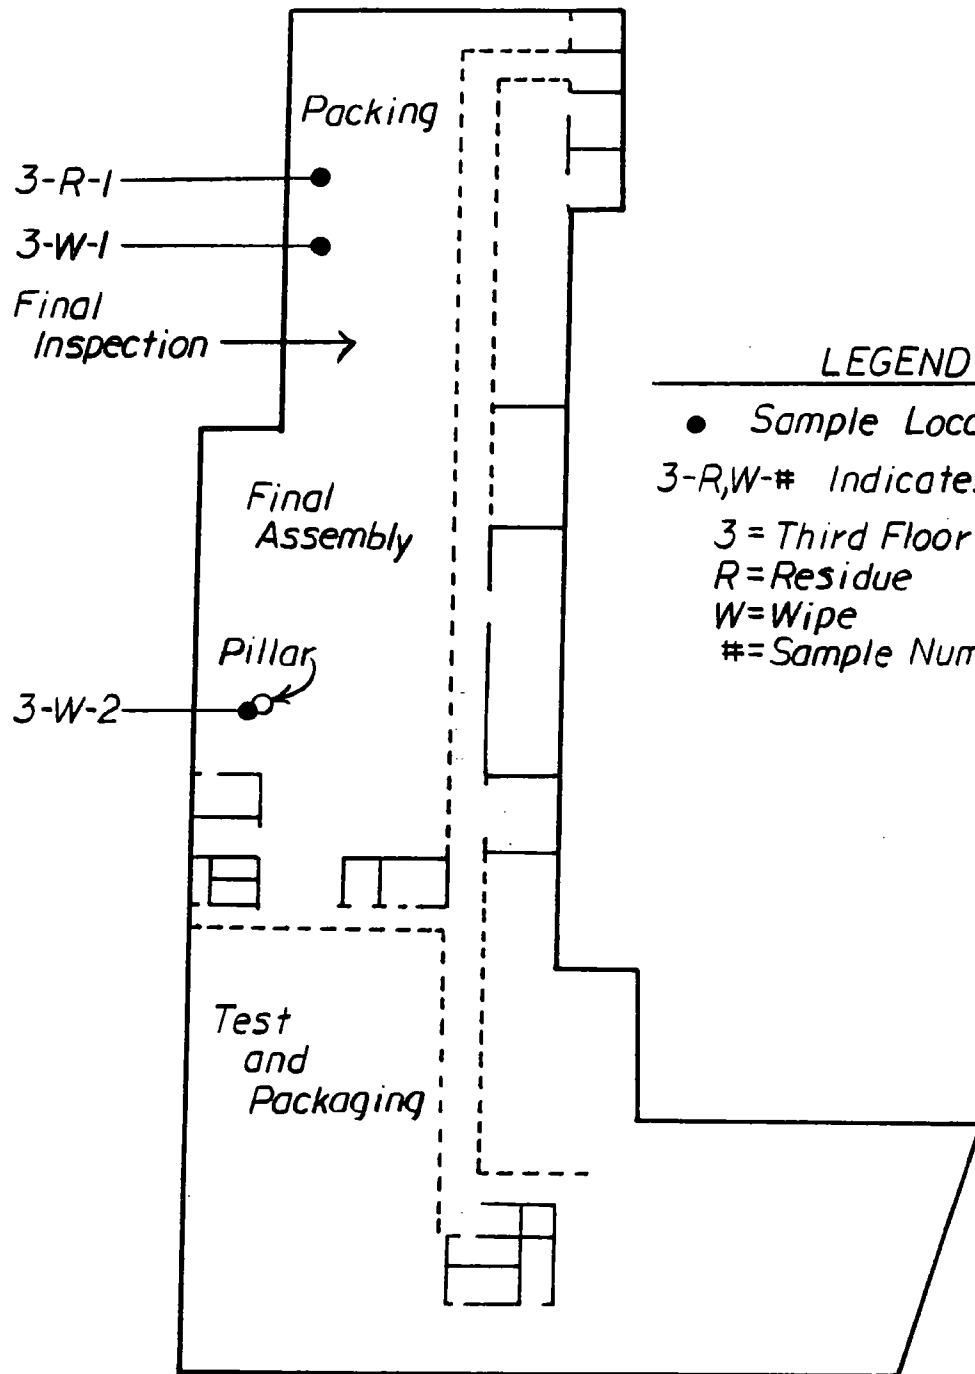 Packing
3-R-1
3-W-1
Final
Inspection
LEGEND
● Sample Loca
3-R,W-# Indicates
3 = Third Floor
R = Residue
W = Wipe
# = Sample Num
Final
Assembly
Pillar
3-W-2
Test
and
Packaging